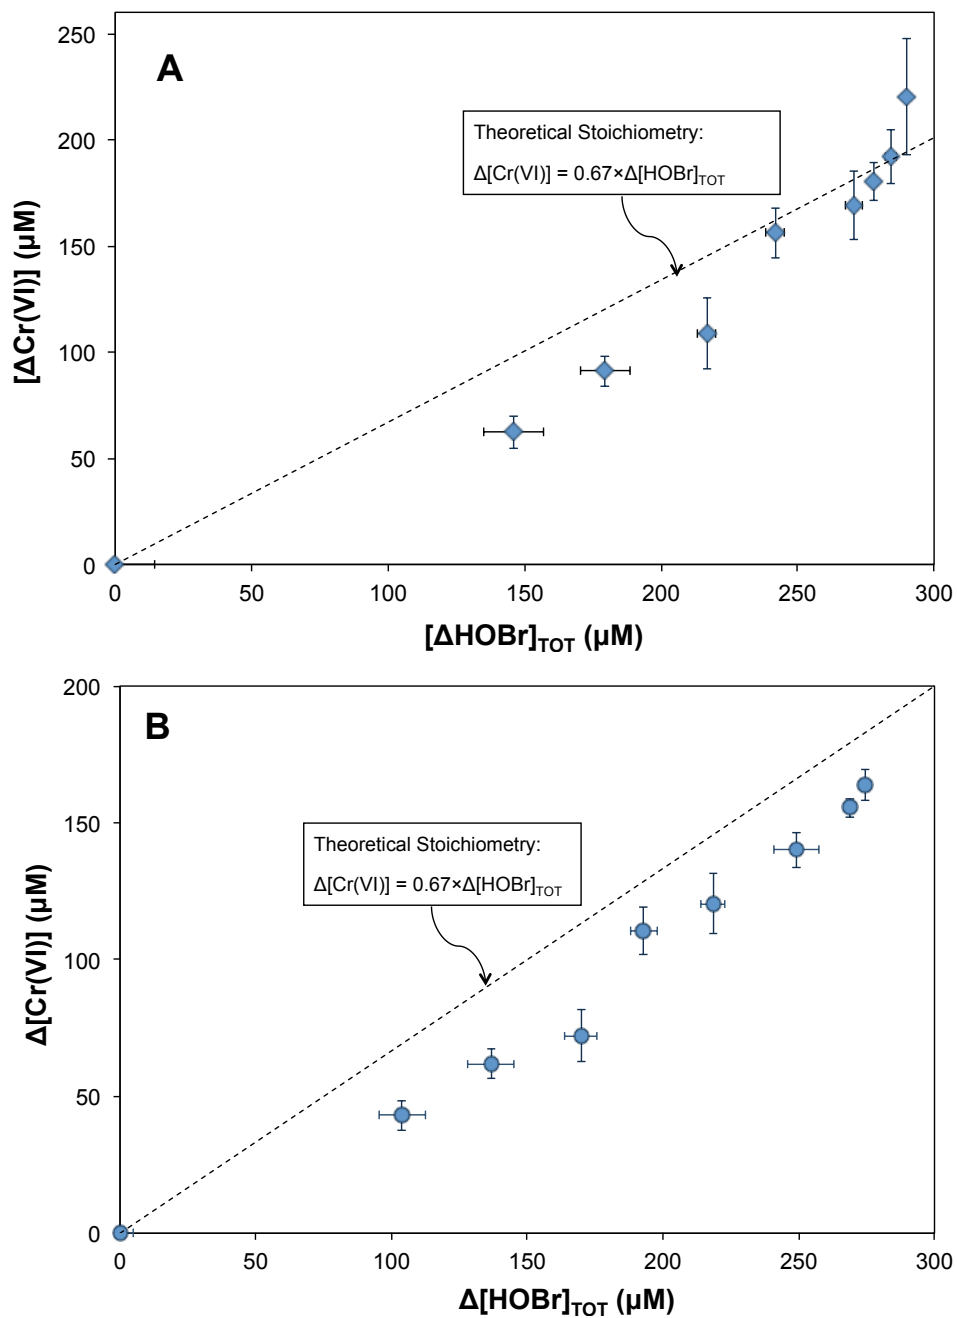 A
250
200
150
100
50
0
[ΔCr(VI)] (µM)
Theoretical Stoichiometry:
Δ[Cr(VI)] = 0.67×Δ[HOBr]TOT
0 50 100 150 200 250 300
[ΔHOBr]TOT (µM)
B
200
150
100
50
0
Δ[Cr(VI)] (µM)
Theoretical Stoichiometry:
Δ[Cr(VI)] = 0.67×Δ[HOBr]TOT
0 50 100 150 200 250 300
Δ[HOBr]TOT (µM)